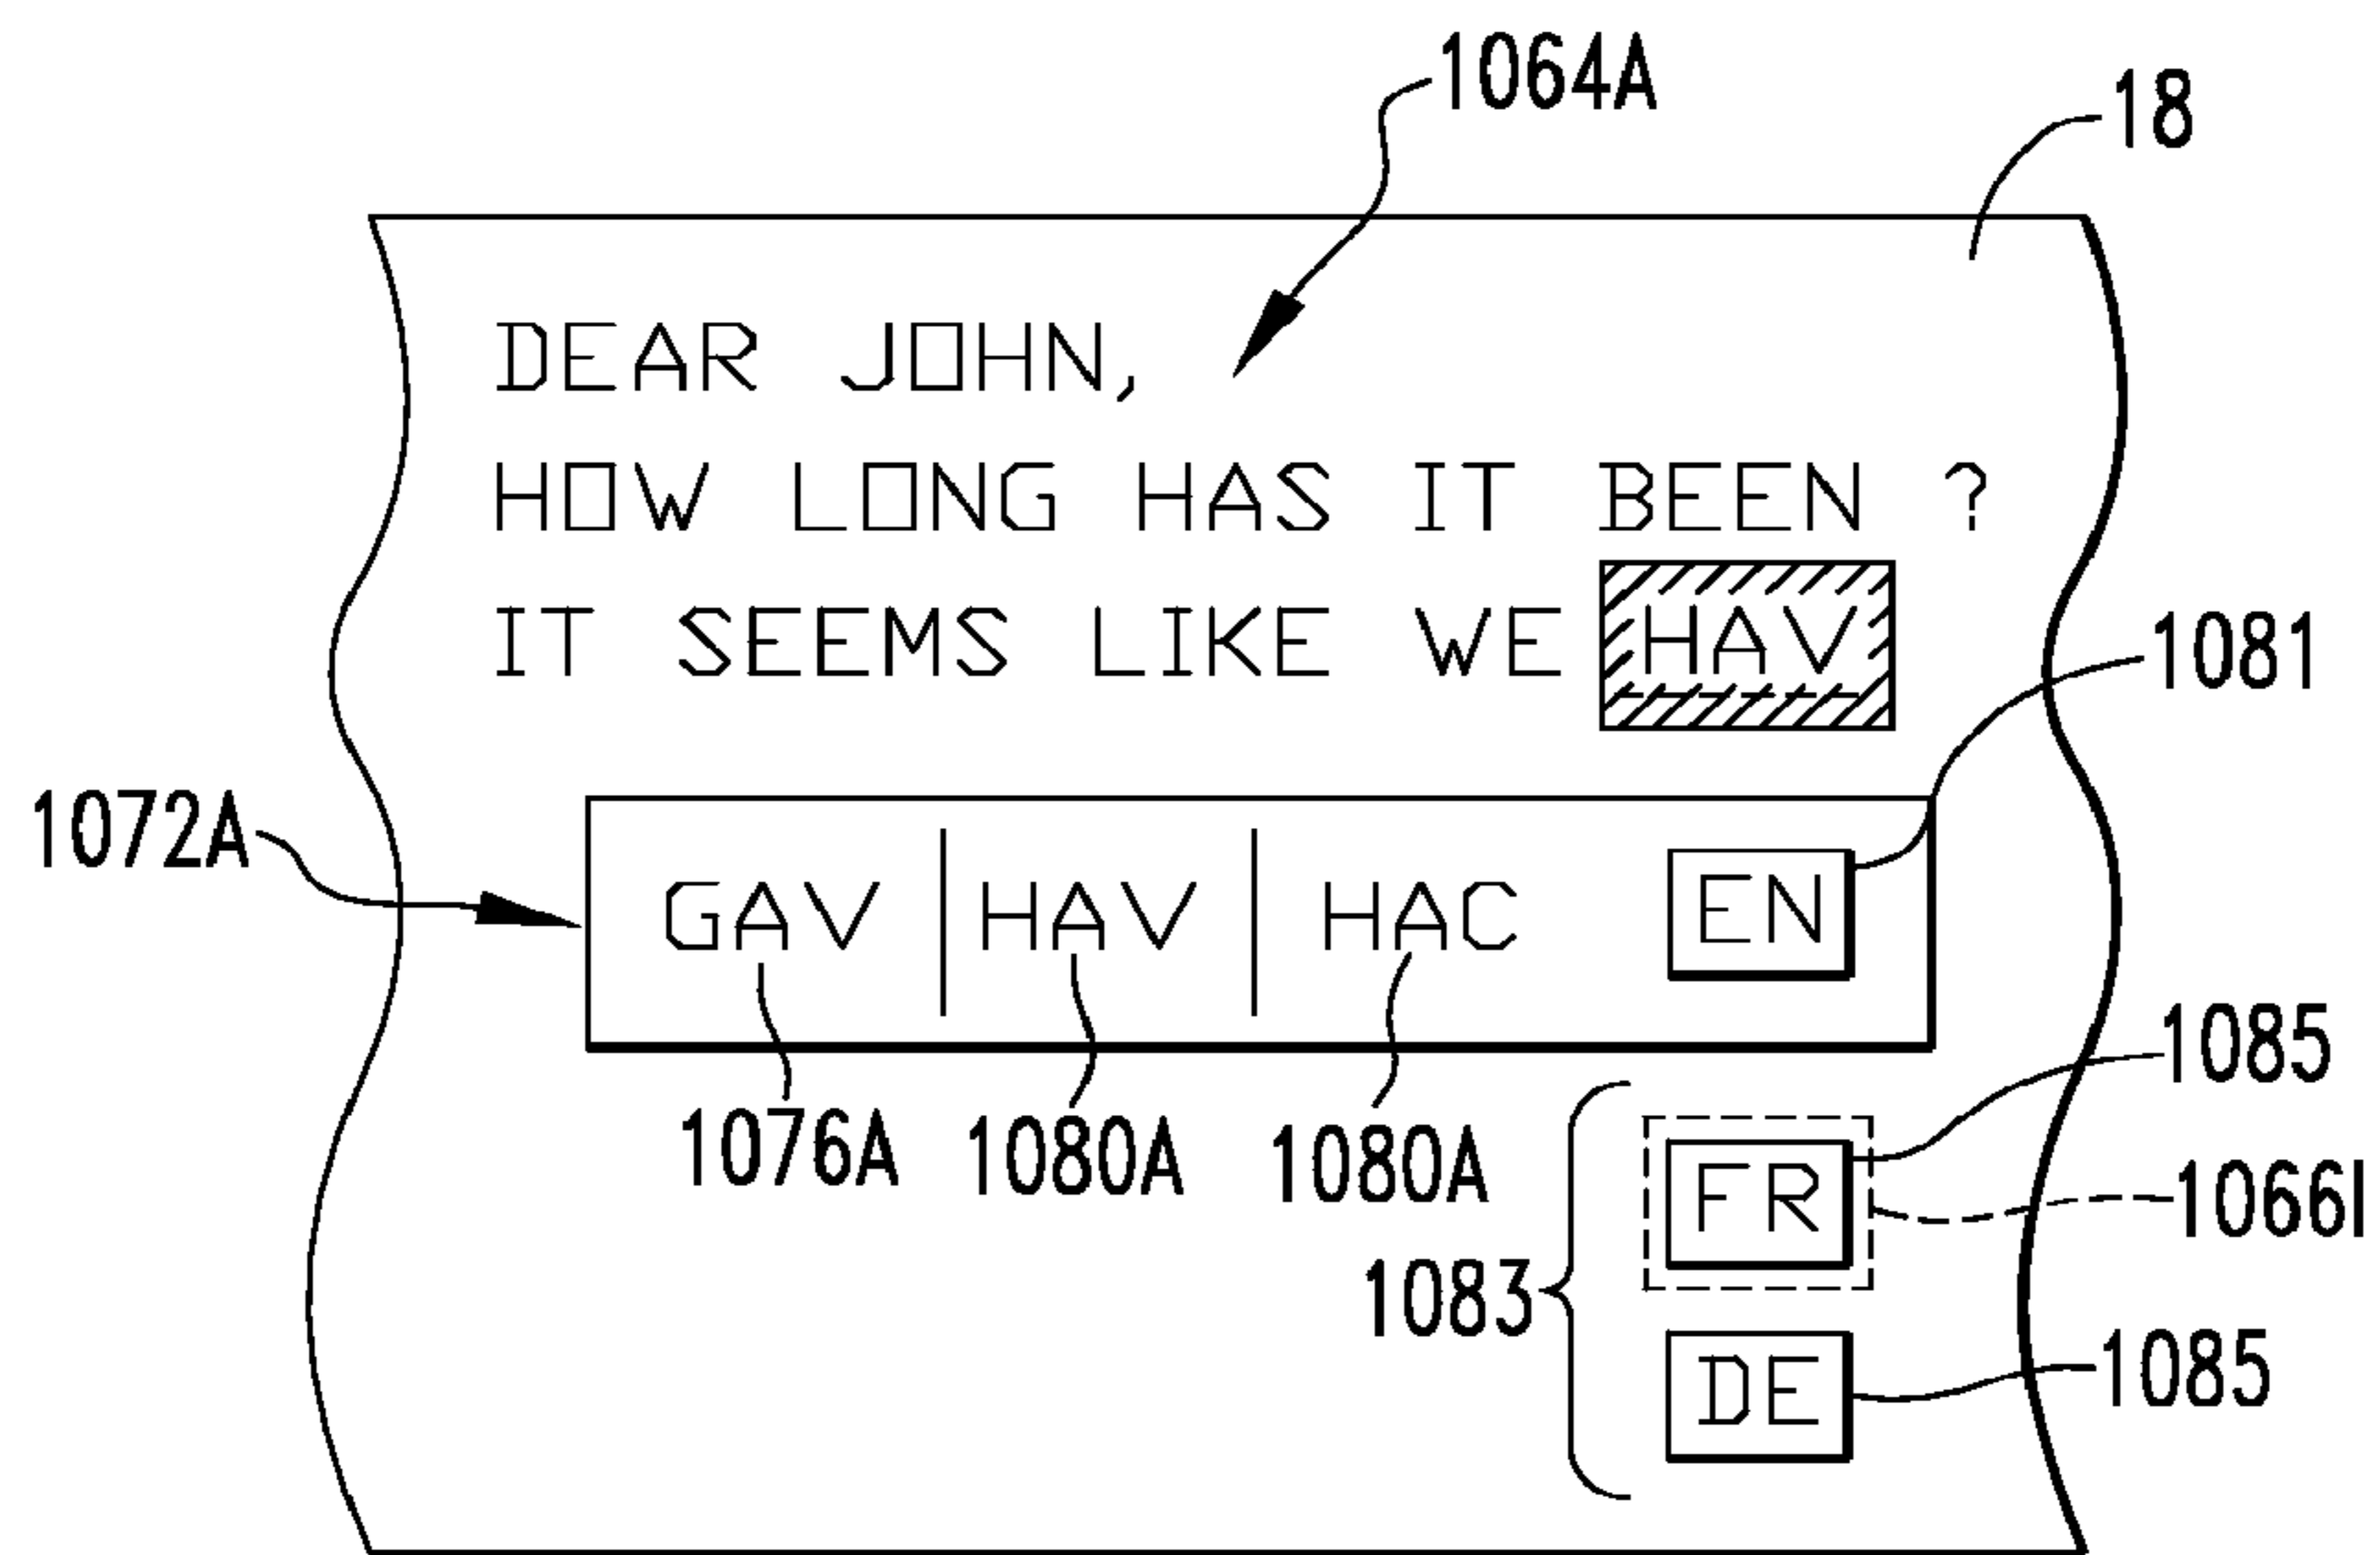 1064A
18
DEAR JOHN,
HOW LONG HAS IT BEEN ?
IT SEEMS LIKE WE HAV
1081
1072A
GAV HAV HAC EN
1085
1076A 1080A 1080A
FR
1066I
1083
DE
1085